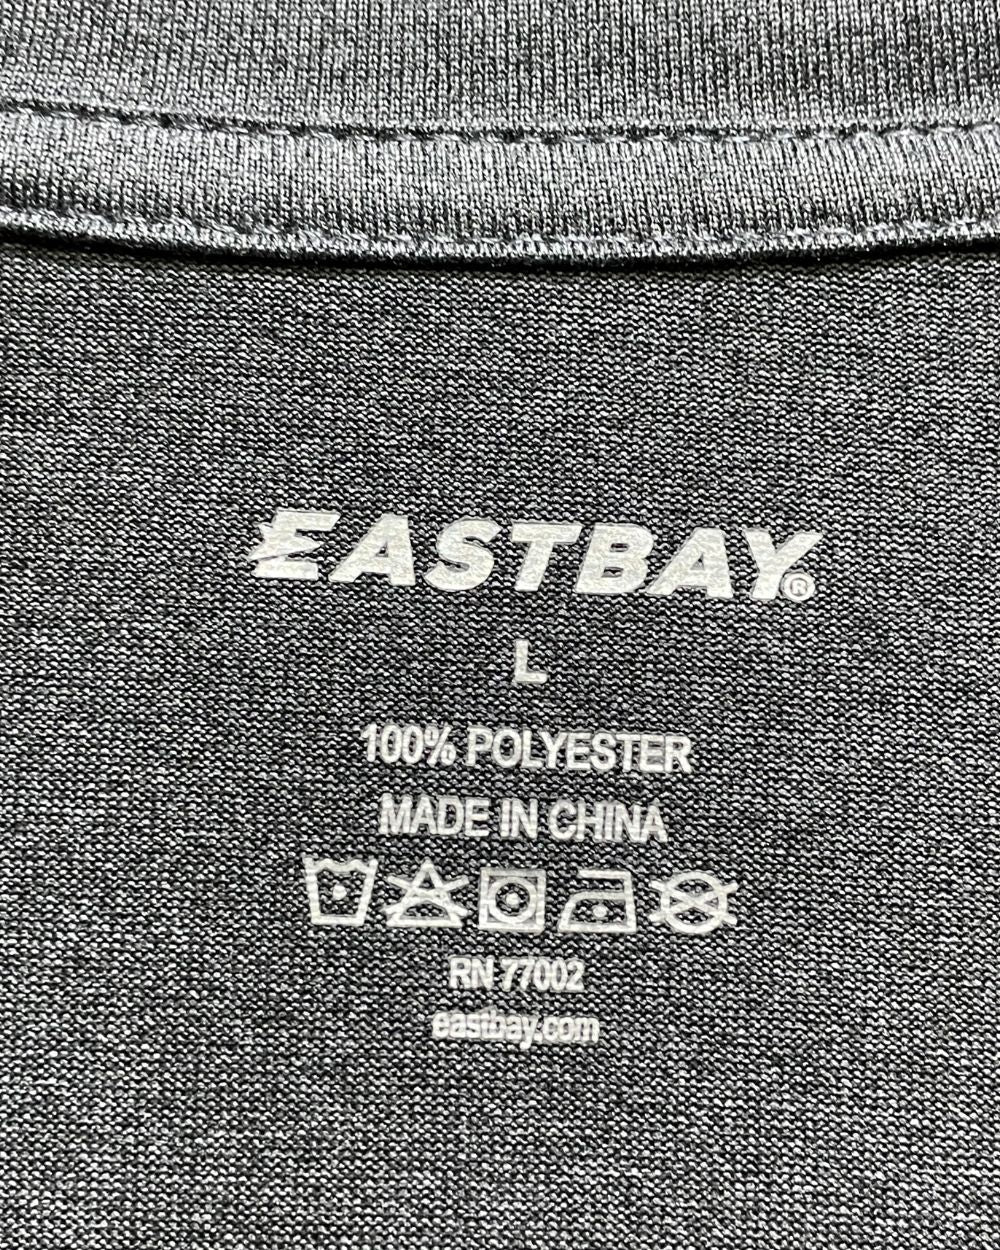 EASTBAY®
L
100% POLYESTER
MADE IN CHINA
RN 77002
eastbay.com